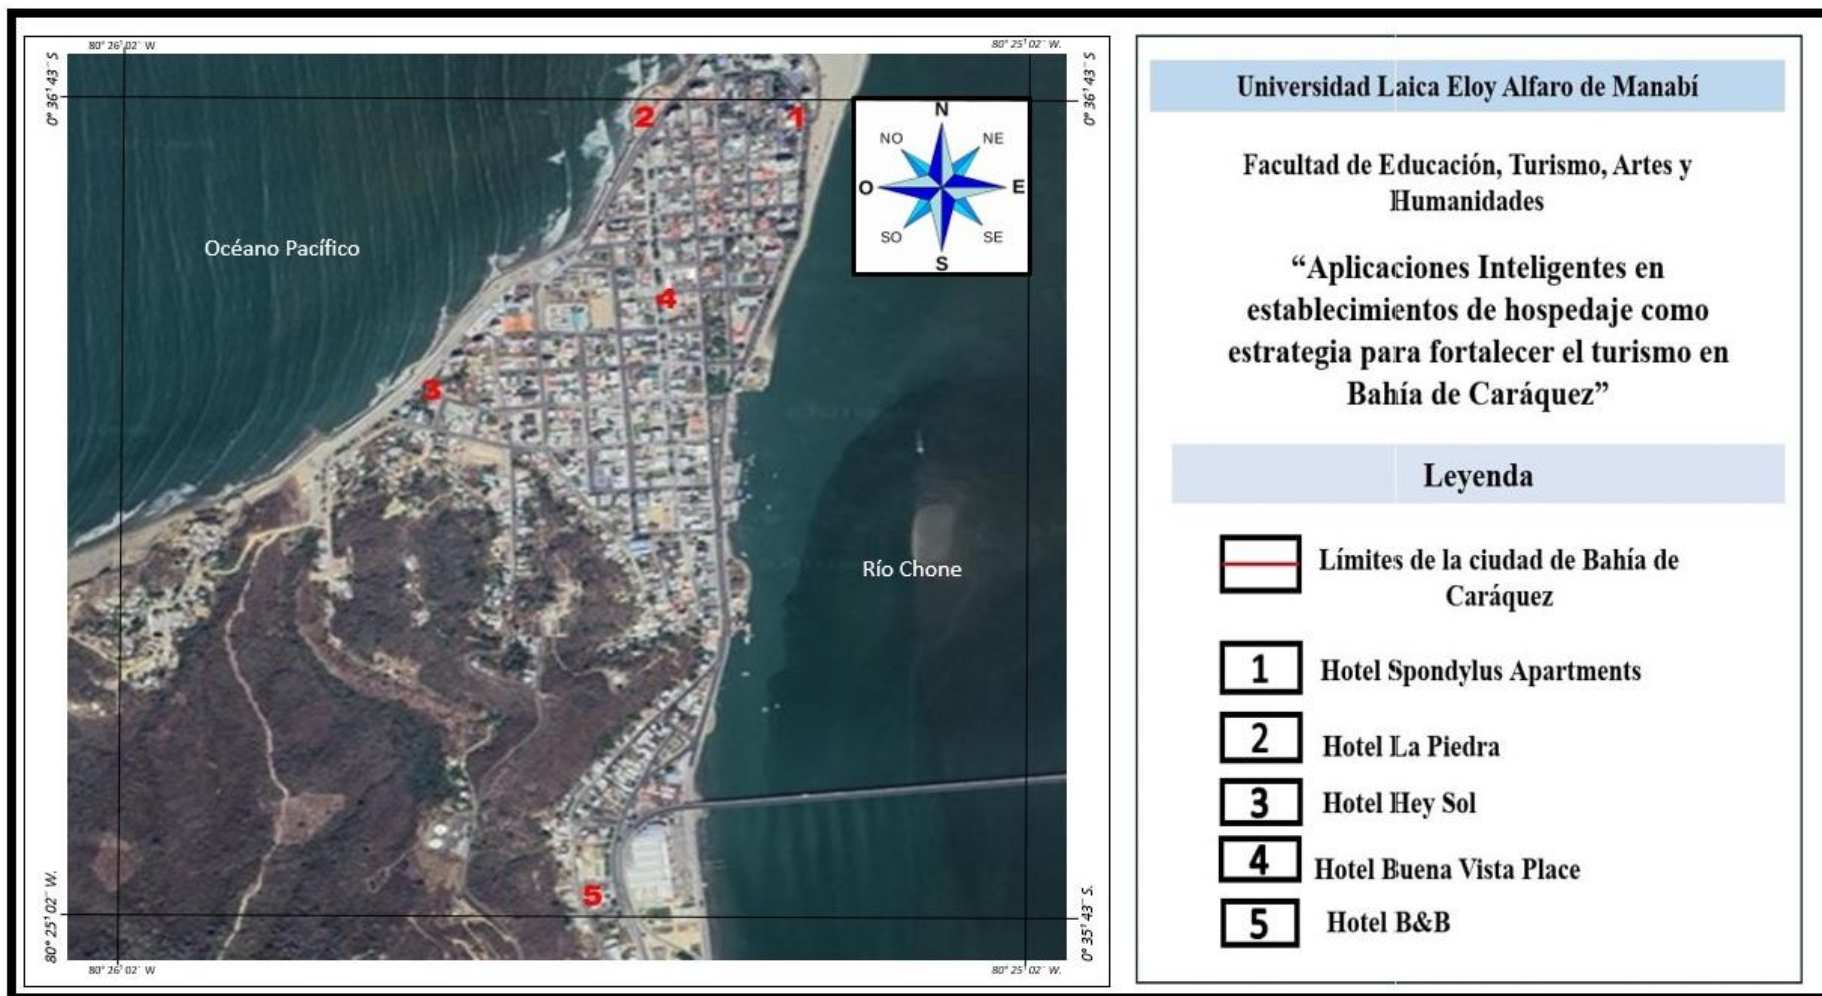 80° 26' 02'' W
80° 25' 02'' W.
0° 36' 43'' S
0° 36' 43'' S
2
1
N
NO
NE
O
E
SO
SE
S
Océano Pacífico
4
3
Río Chone
5
80° 25' 02'' W.
0° 35' 43'' S.
80° 26' 02'' W
80° 25' 02'' W.
Universidad Laica Eloy Alfaro de Manabí
Facultad de Educación, Turismo, Artes y
Humanidades
“Aplicaciones Inteligentes en
establecimientos de hospedaje como
estrategia para fortalecer el turismo en
Bahía de Caráquez”
Leyenda
Límites de la ciudad de Bahía de
Caráquez
1 Hotel Spondylus Apartments
2 Hotel La Piedra
3 Hotel Hey Sol
4 Hotel Buena Vista Place
5 Hotel B&B